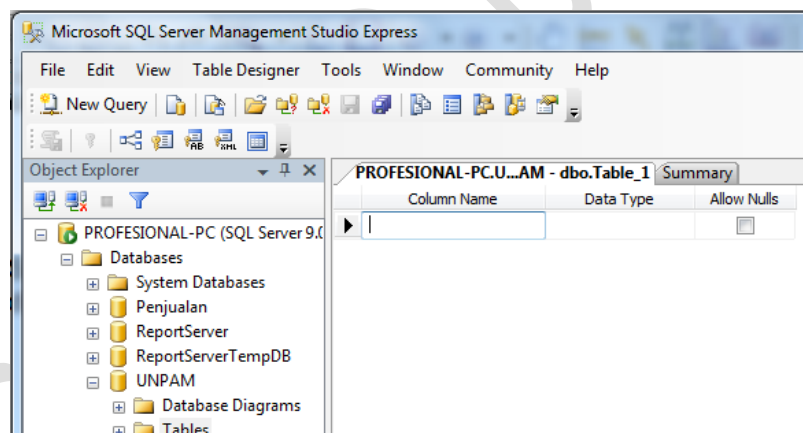 Microsoft SQL Server Management Studio Express
File Edit View Table Designer Tools Window Community Help
New Query
Object Explorer
PROFESIONAL-PC.U...AM - dbo.Table_1 Summary
Column Name Data Type Allow Nulls
PROFESIONAL-PC (SQL Server 9.0
Databases
System Databases
Penjualan
ReportServer
ReportServerTempDB
UNPAM
Database Diagrams
Tables